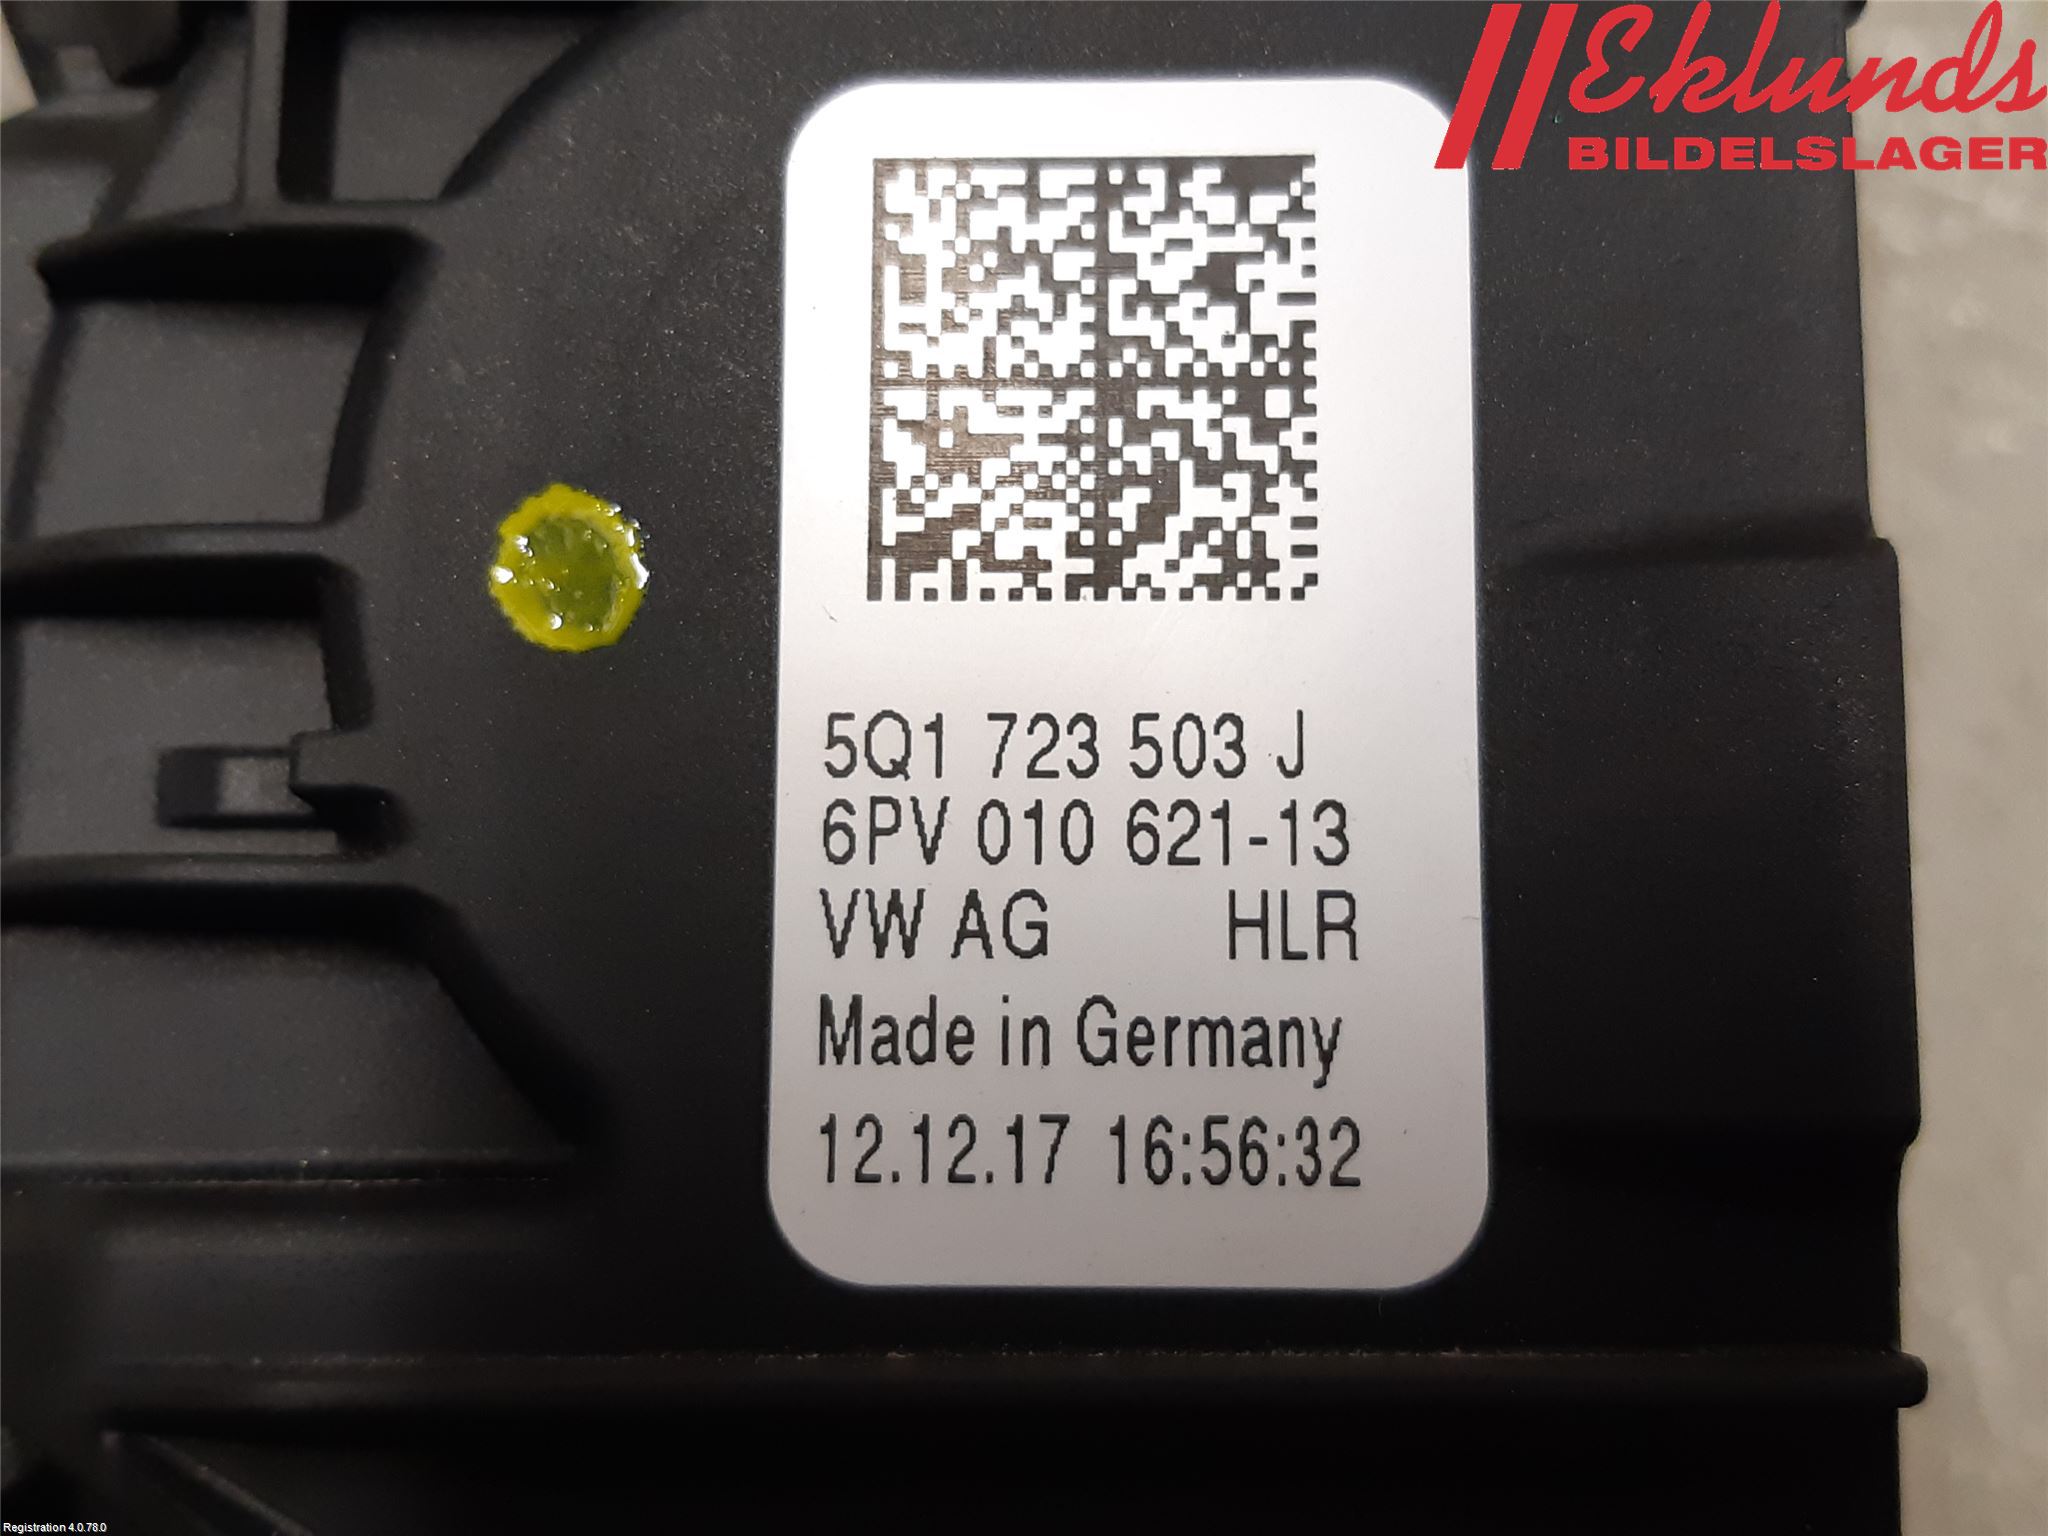 Eklunds
BILDELSLAGER
5Q1 723 503 J
6PV 010 621-13
VW AG HLR
Made in Germany
12.12.17 16:56:32
Registration 4.0.78.0